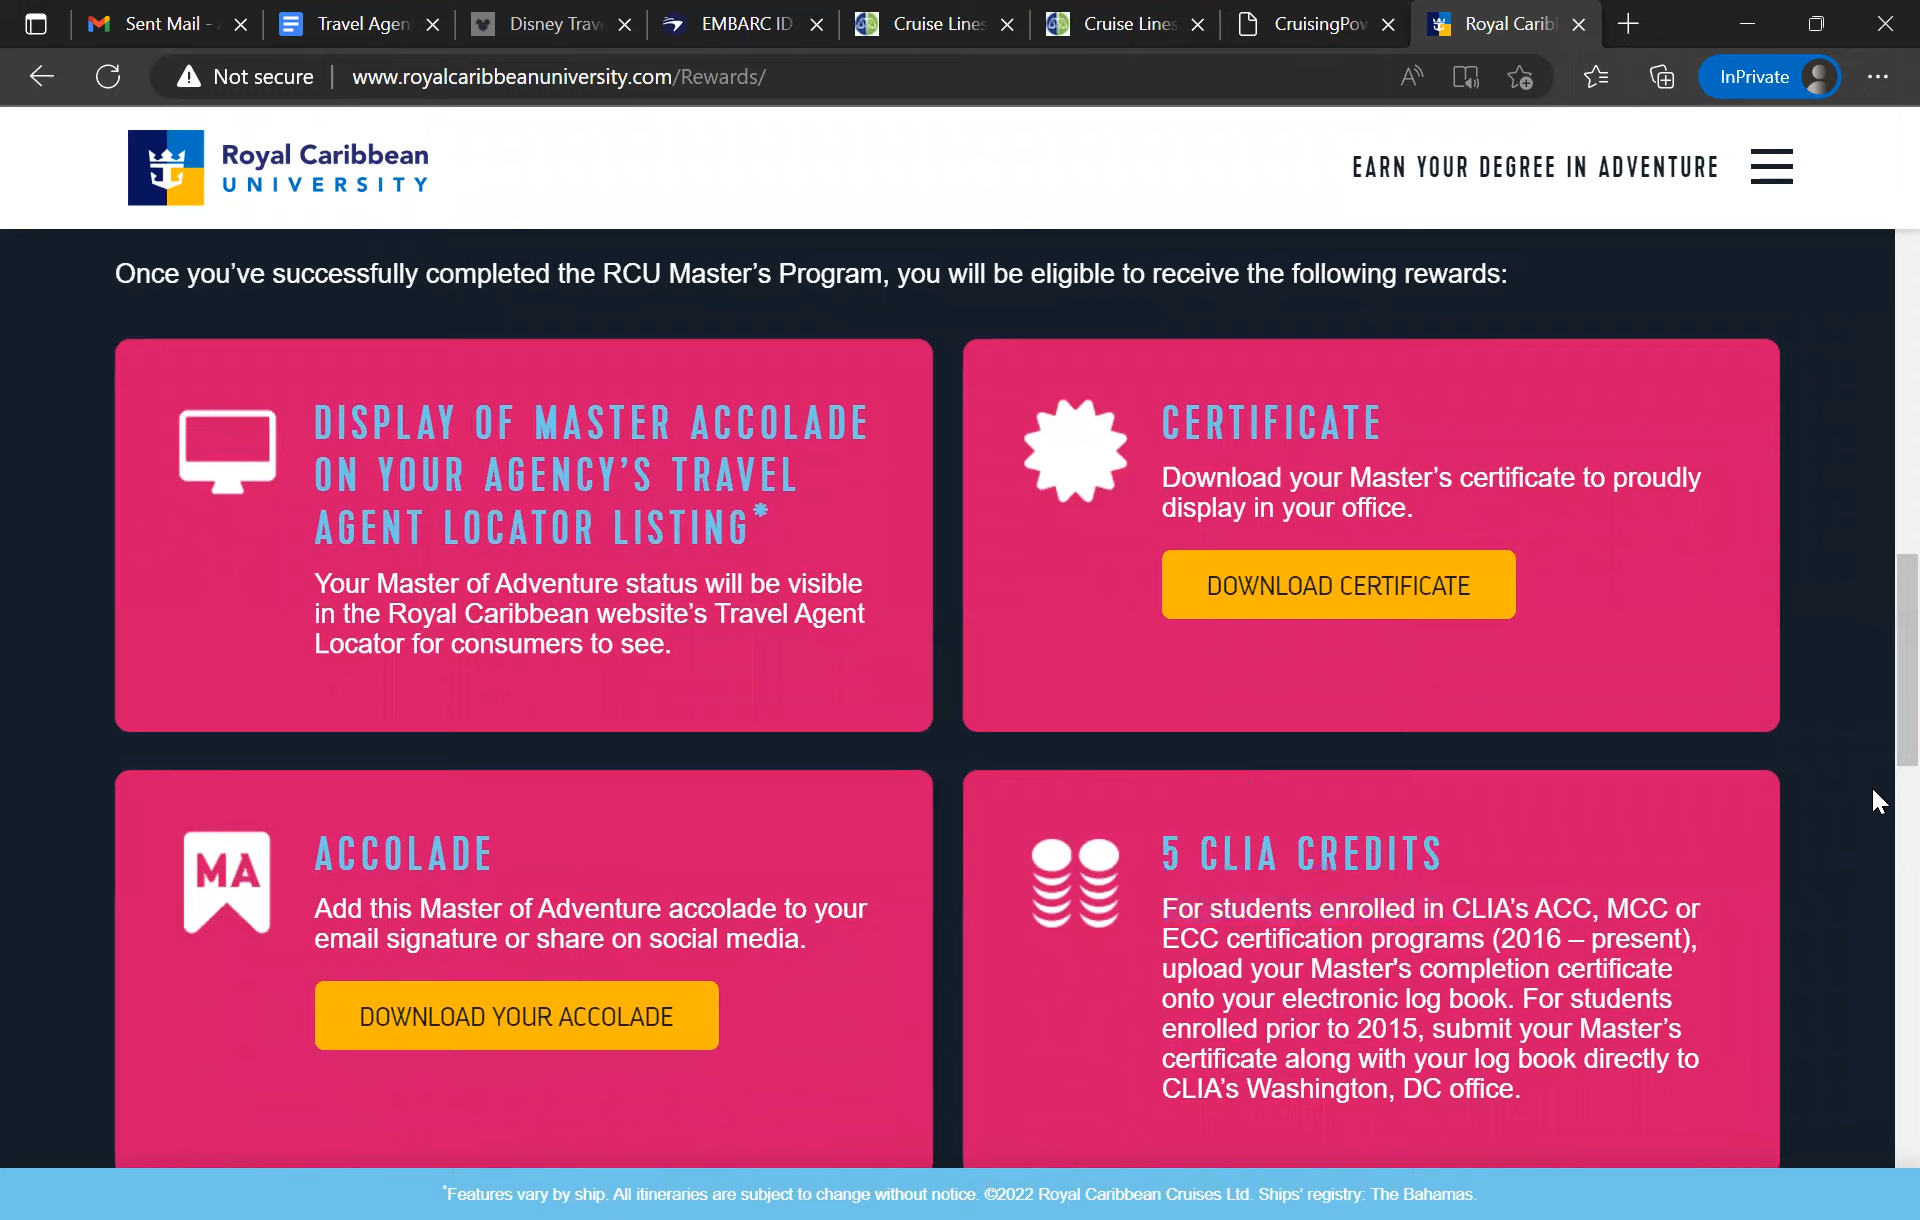 Sent Mail -
Travel Agen
Disney Trav
EMBARC ID
Cruise Lines
Cruise Lines
CruisingPow
Royal Carib
Not secure
www.royalcaribbeanuniversity.com/Rewards/
InPrivate
Royal Caribbean
UNIVERSITY
EARN YOUR DEGREE IN ADVENTURE
Once you’ve successfully completed the RCU Master’s Program, you will be eligible to receive the following rewards:
DISPLAY OF MASTER ACCOLADE
ON YOUR AGENCY’S TRAVEL
AGENT LOCATOR LISTING*
Your Master of Adventure status will be visible
in the Royal Caribbean website’s Travel Agent
Locator for consumers to see.
CERTIFICATE
Download your Master’s certificate to proudly
display in your office.
DOWNLOAD CERTIFICATE
MA
ACCOLADE
Add this Master of Adventure accolade to your
email signature or share on social media.
DOWNLOAD YOUR ACCOLADE
5 CLIA CREDITS
For students enrolled in CLIA’s ACC, MCC or
ECC certification programs (2016 – present),
upload your Master's completion certificate
onto your electronic log book. For students
enrolled prior to 2015, submit your Master’s
certificate along with your log book directly to
CLIA’s Washington, DC office.
*Features vary by ship. All itineraries are subject to change without notice. ©2022 Royal Caribbean Cruises Ltd. Ships’ registry: The Bahamas.